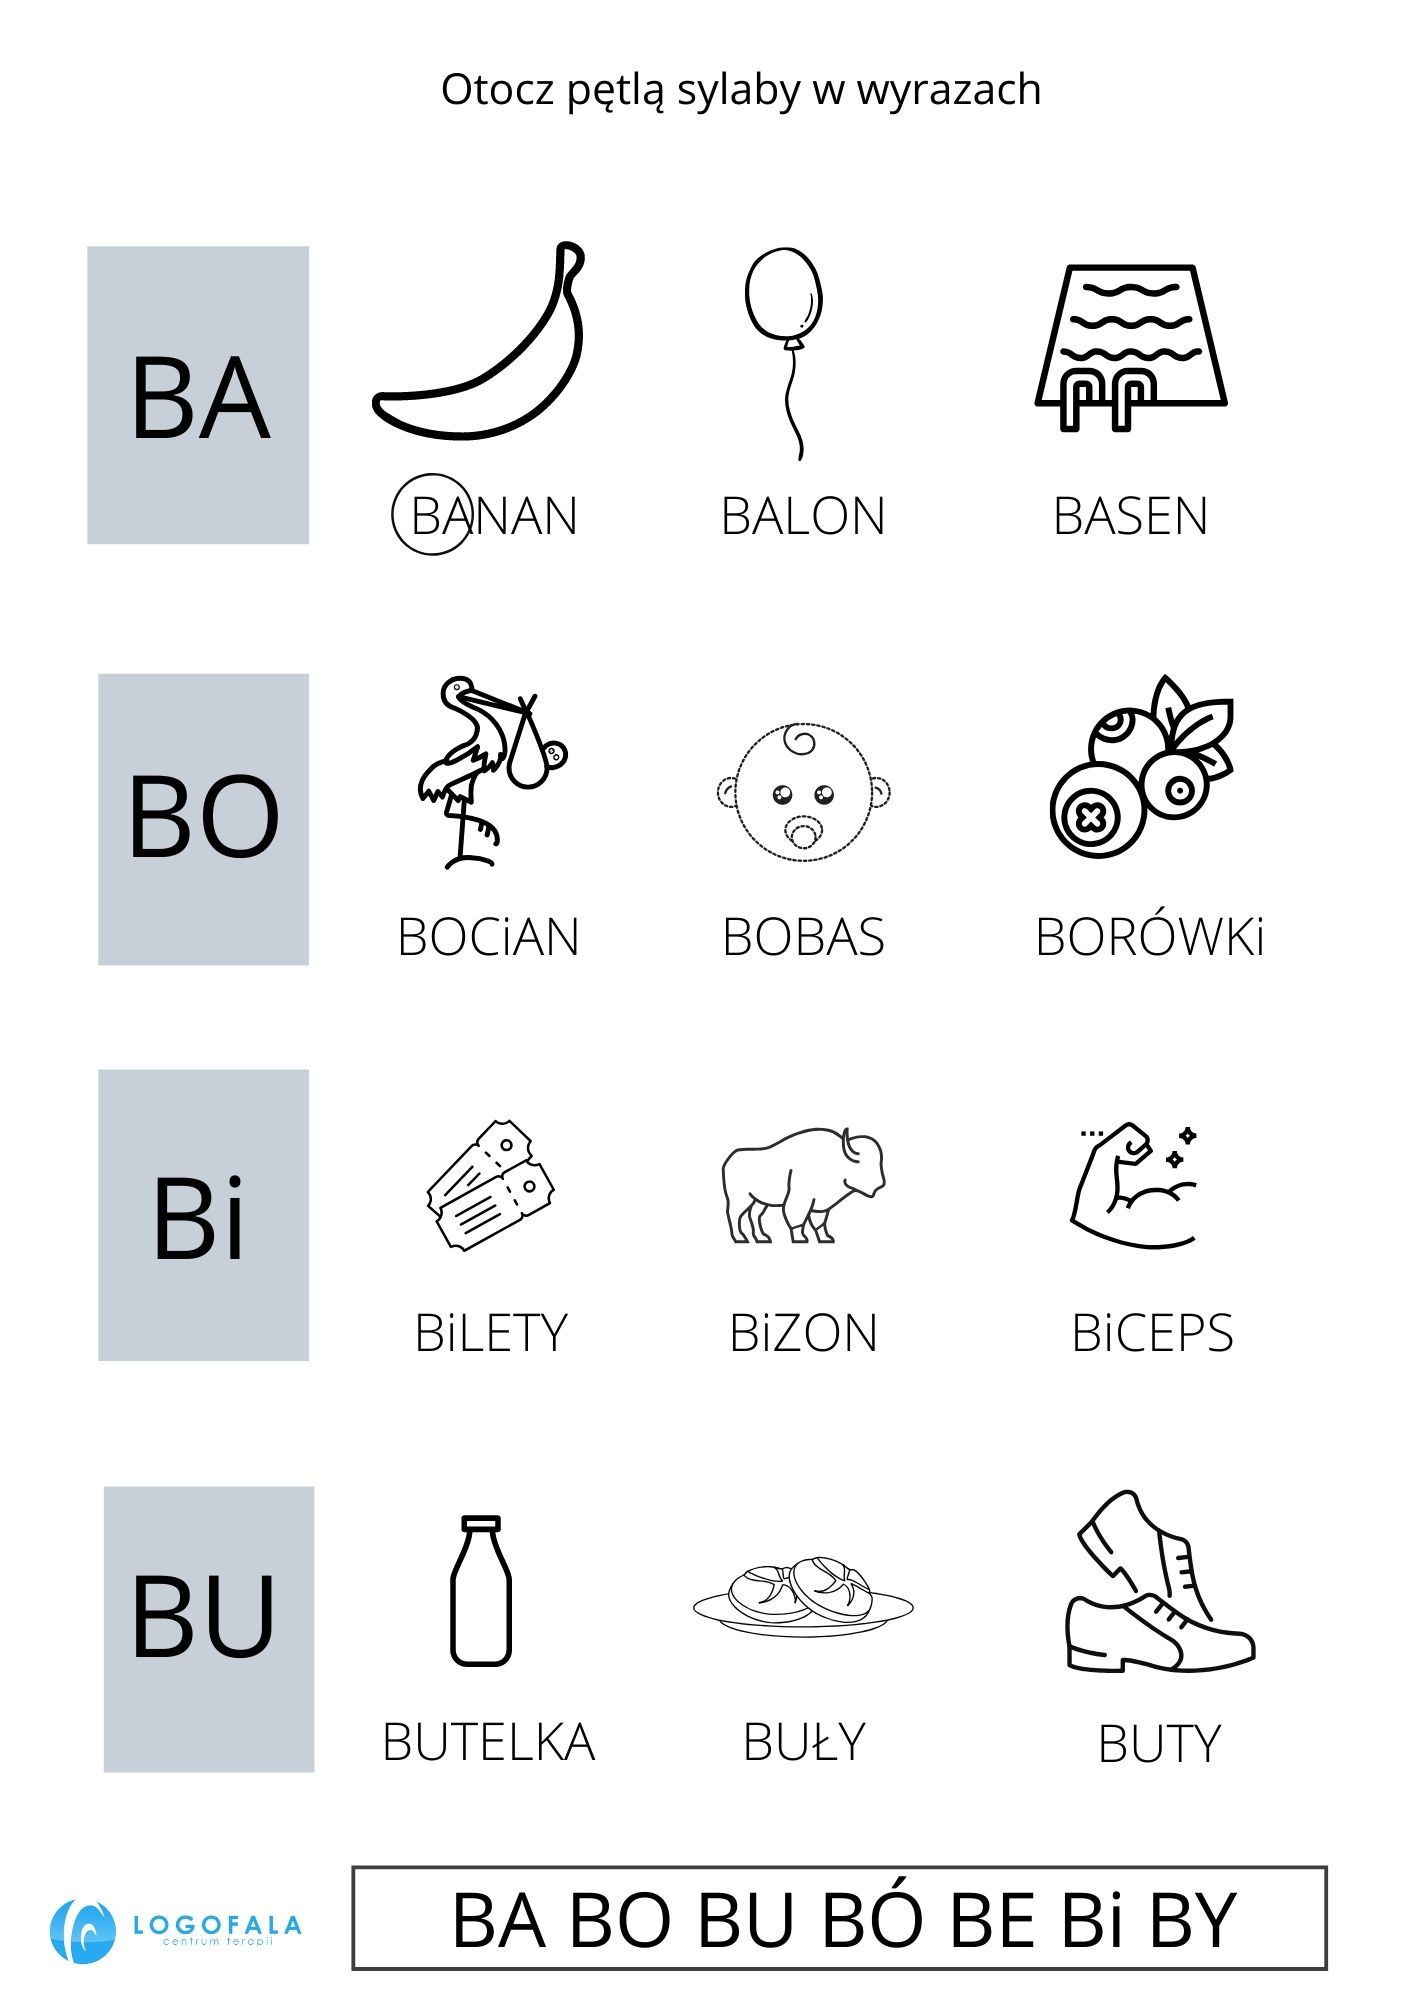 Otocz pętlą sylaby w wyrazach
BA
BANAN BALON BASEN
BO
BOCiAN BOBAS BORÓWKi
Bi
BiLETY BiZON BiCEPS
BU
BUTELKA BUŁY BUTY
BA BO BU BÓ BE Bi BY
LOGOFALA
centrum terapii